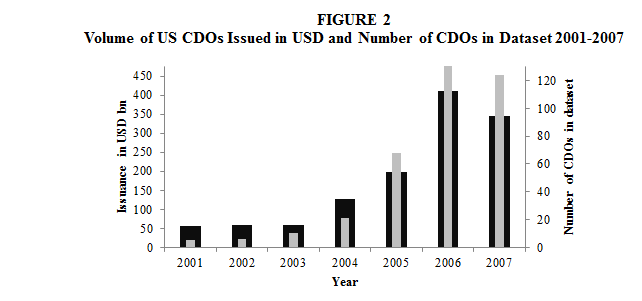 FIGURE 2
Volume of US CDOs Issued in USD and Number of CDOs in Dataset 2001-2007
Issuance in USD bn
450
400
350
300
250
200
150
100
50
0
120
100
80
60
40
20
0
Number of CDOs in dataset
2001 2002 2003 2004 2005 2006 2007
Year